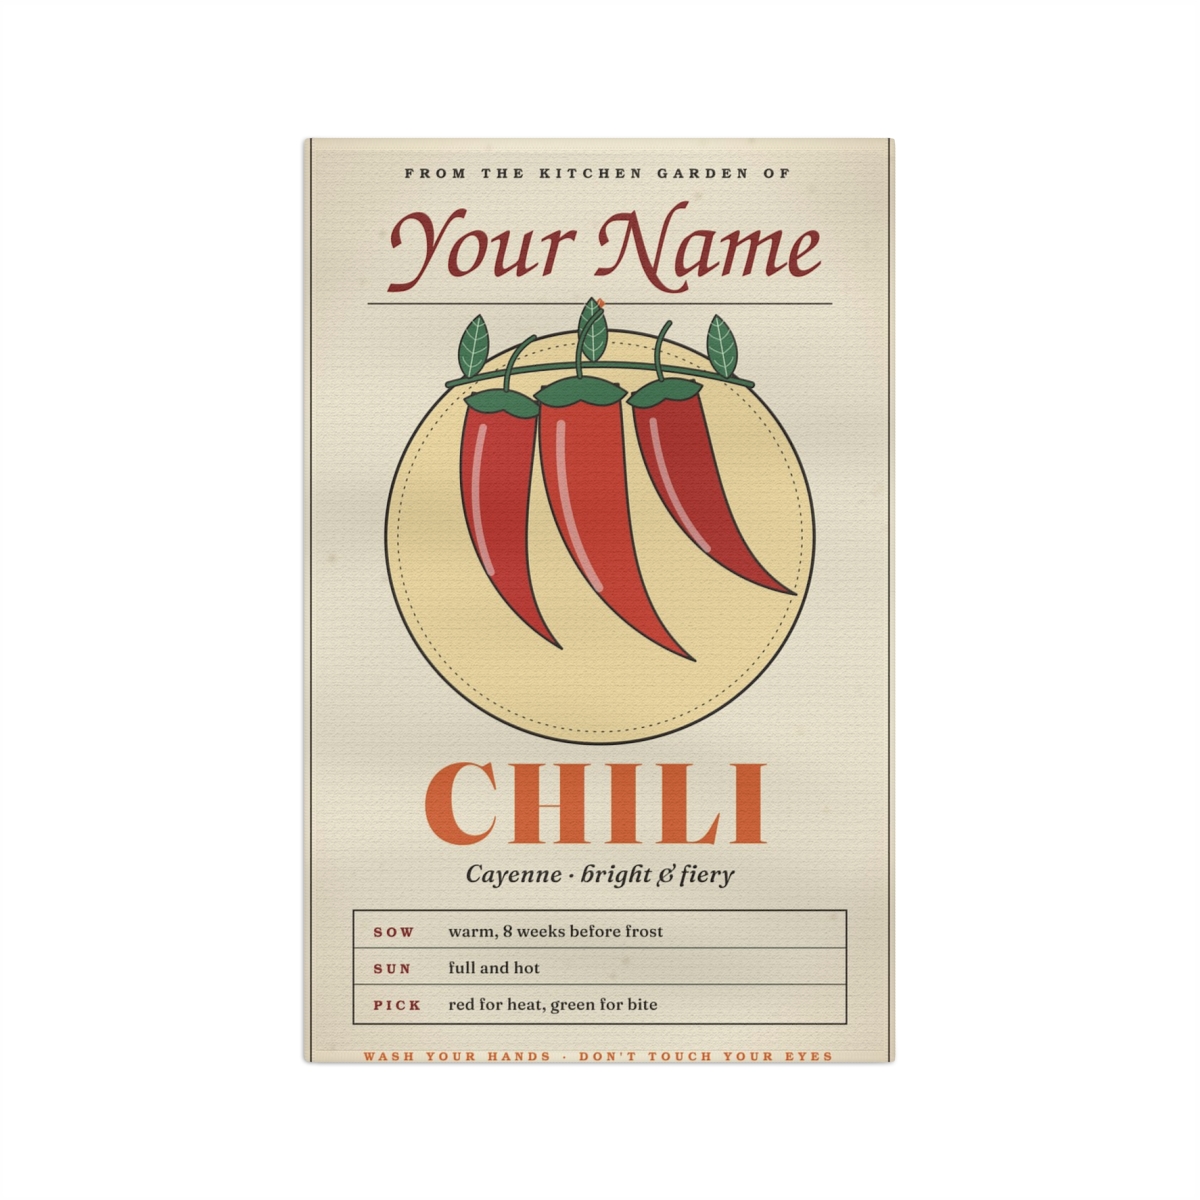 FROM THE KITCHEN GARDEN OF
Your Name
CHILI
Cayenne · bright & fiery
SOW warm, 8 weeks before frost
SUN full and hot
PICK red for heat, green for bite
WASH YOUR HANDS · DON'T TOUCH YOUR EYES